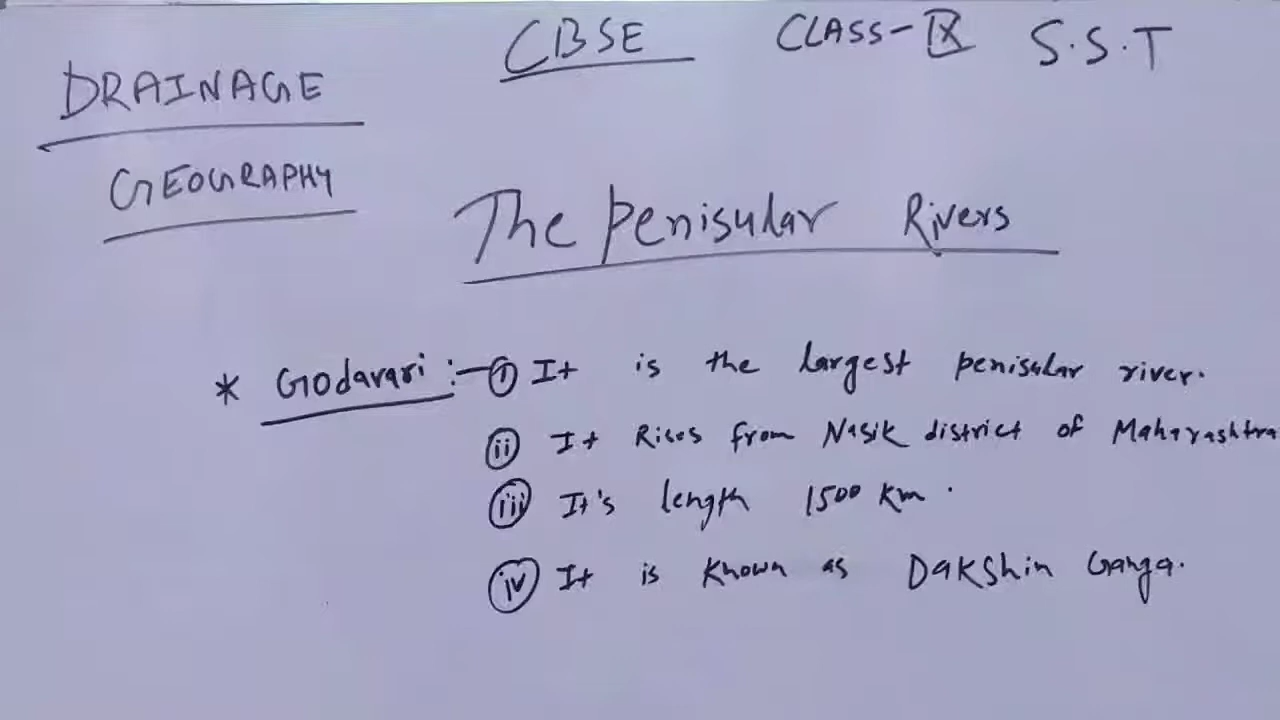 CBSE CLASS-IX S.S.T
DRAINAGE
GEOGRAPHY
The Penisular Rivers
* Godavari :- (i) It is the largest penisular river.
(ii) It Rises from Nasik district of Maharashtra
(iii) It's length 1500 Km.
(iv) It is Known as Dakshin Ganga.